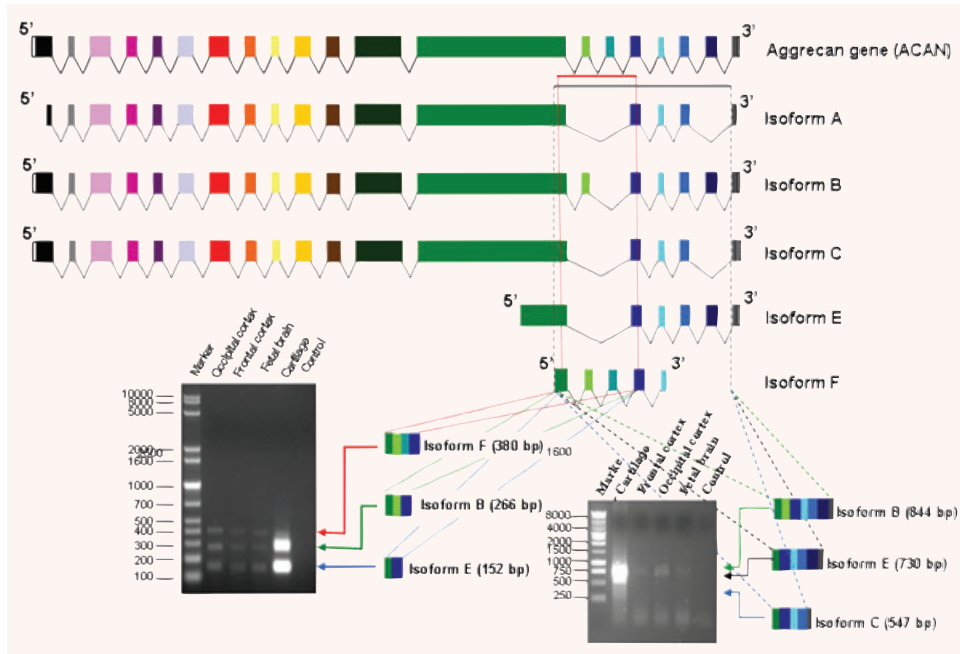 5' 3' Aggrecan gene (ACAN)
5' 3' Isoform A
5' 3' Isoform B
5' 3' Isoform C
5' 3' Isoform E
5' 3' Isoform F
Marker
Occipital cortex
Frontal cortex
Fetal brain
Cartilage
Control
10000
8000
5000
2000
1600
1000
700
500
400
300
200
100
Isoform F (380 bp)
1600
Isoform B (266 bp)
Isoform E (152 bp)
Marke
Cartilage
Frontal cortex
Occipital cortex
Fetal brain
Control
8000
4000
2000
1500
1000
750
500
250
Isoform B (844 bp)
Isoform E (730 bp)
Isoform C (547 bp)